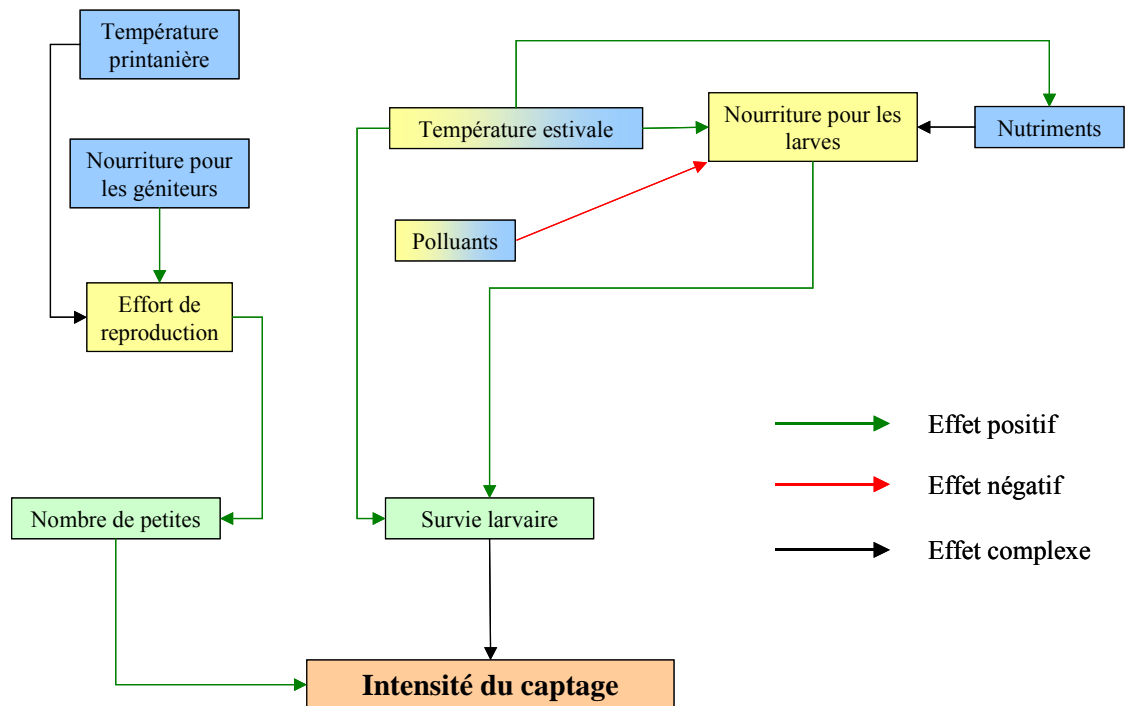 Température
printanière
Nourriture pour
les géniteurs
Effort de
reproduction
Nombre de petites
Température estivale
Nourriture pour les
larves
Nutriments
Polluants
Survie larvaire
Effet positif
Effet négatif
Effet complexe
Intensité du captage